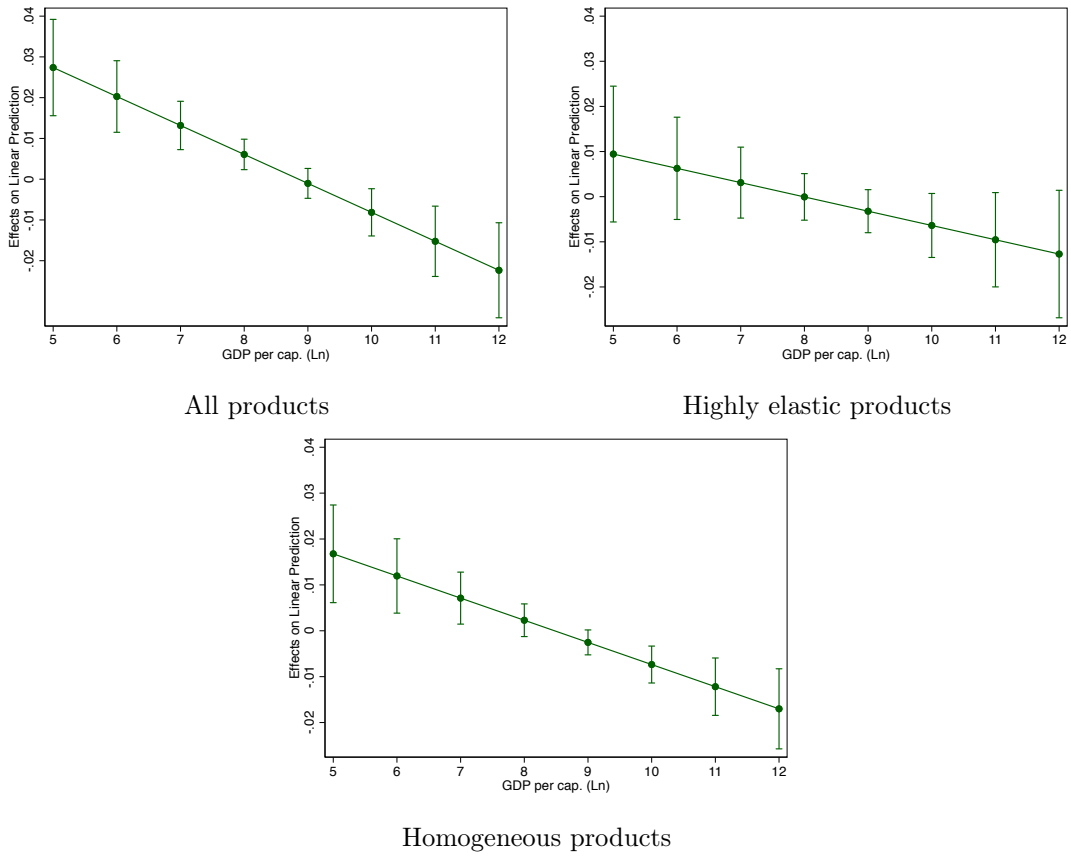 Effects on Linear Prediction
.04
.03
.02
.01
0
-.01
-.02
5 6 7 8 9 10 11 12
GDP per cap. (Ln)
All products
Effects on Linear Prediction
.04
.03
.02
.01
0
-.01
-.02
5 6 7 8 9 10 11 12
GDP per cap. (Ln)
Highly elastic products
Effects on Linear Prediction
.04
.03
.02
.01
0
-.01
-.02
5 6 7 8 9 10 11 12
GDP per cap. (Ln)
Homogeneous products